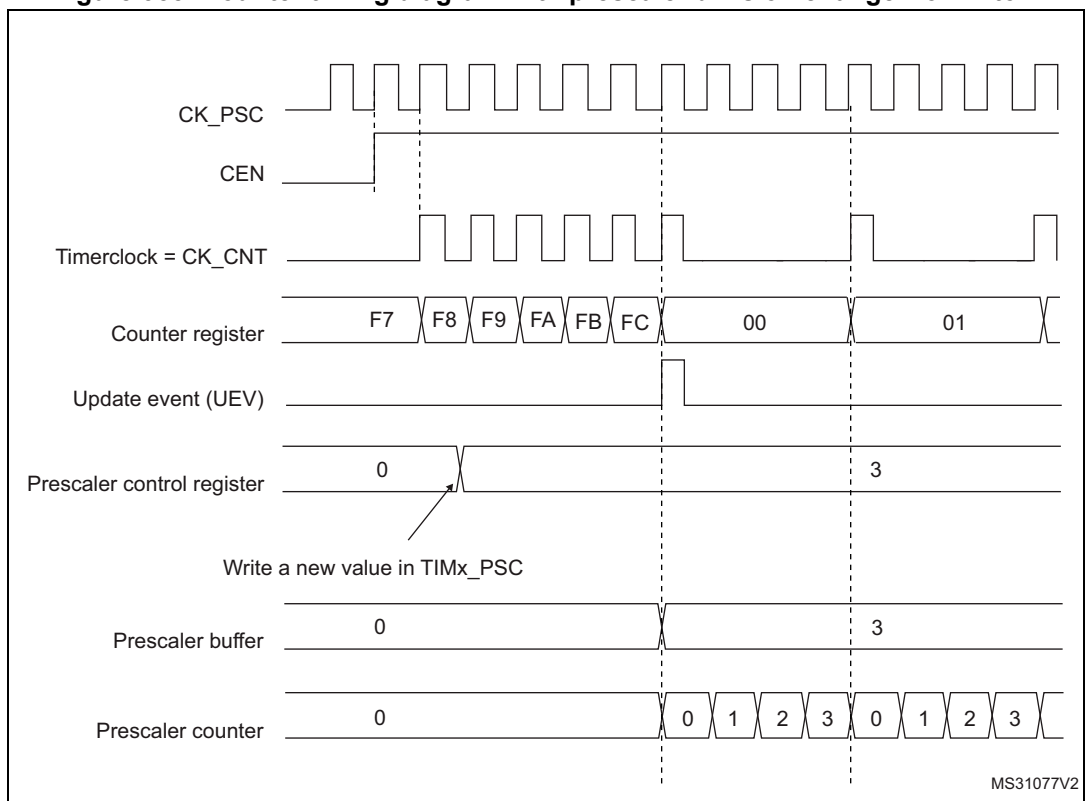 CK_PSC
CEN
Timerclock = CK_CNT
Counter register
F7 F8 F9 FA FB FC 00 01
Update event (UEV)
Prescaler control register
0 3
Write a new value in TIMx_PSC
Prescaler buffer
0 3
Prescaler counter
0 0 1 2 3 0 1 2 3
MS31077V2